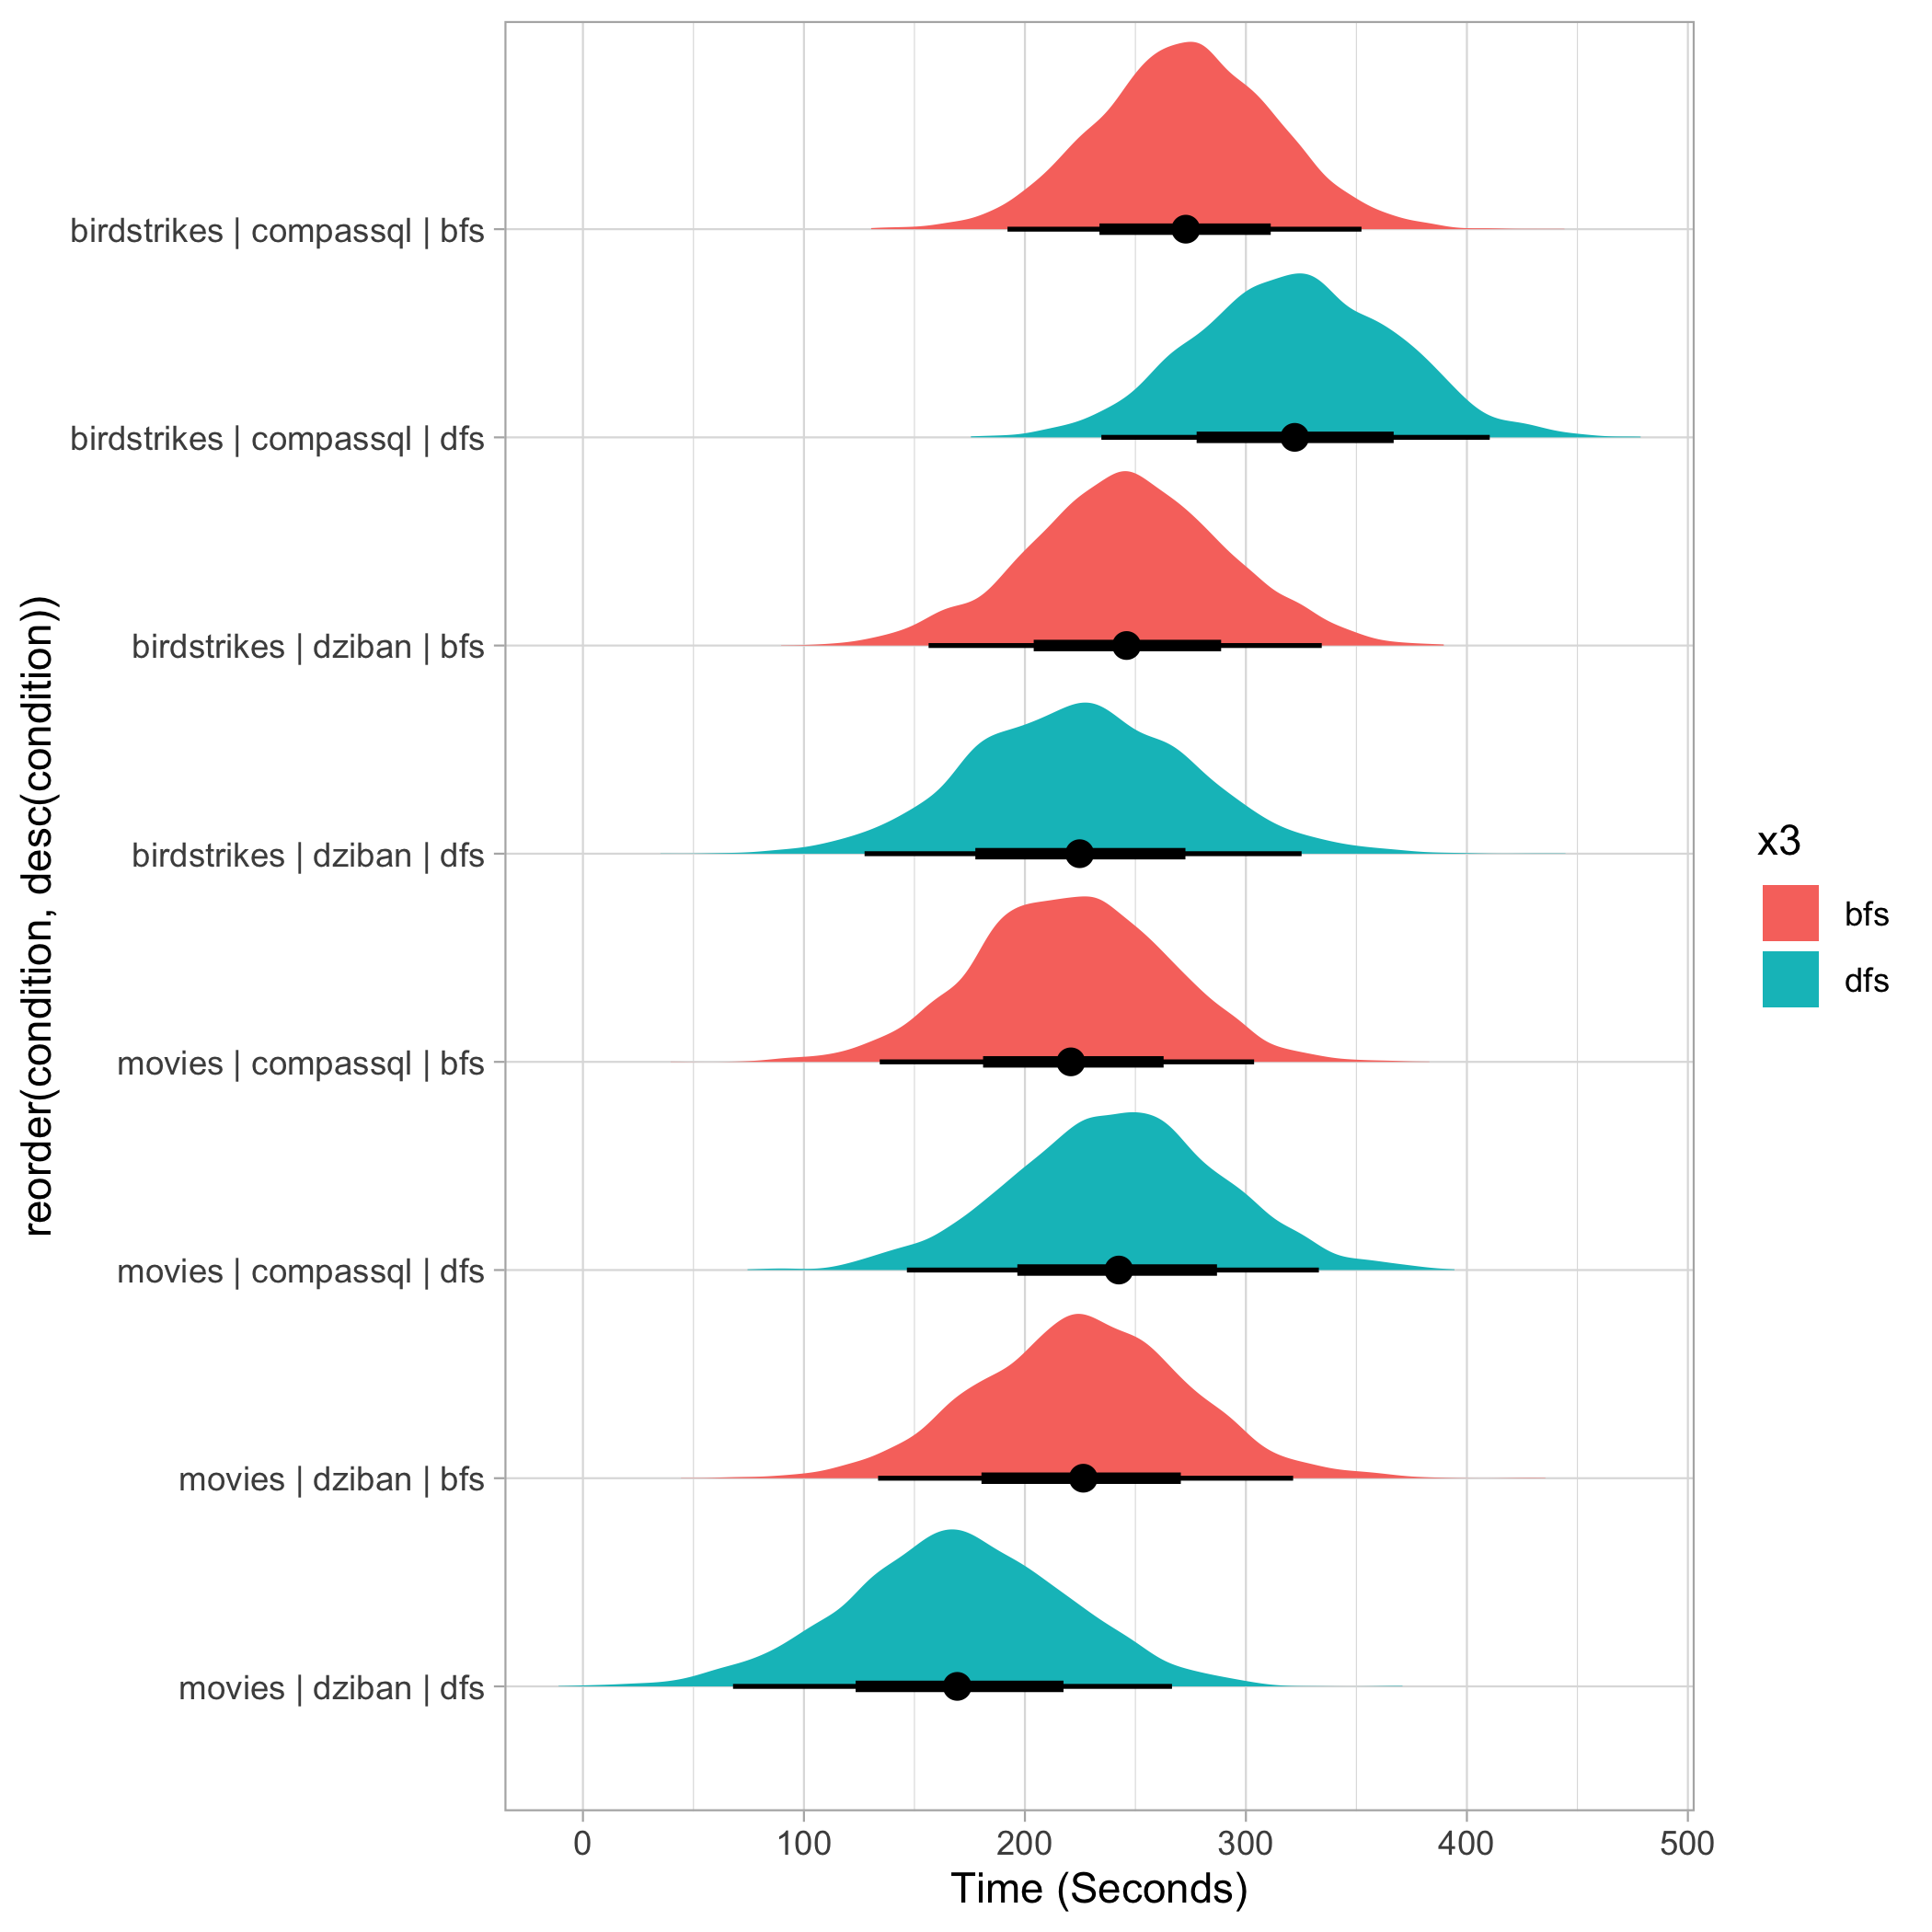 birdstrikes | compassql | bfs
birdstrikes | compassql | dfs
birdstrikes | dziban | bfs
birdstrikes | dziban | dfs
movies | compassql | bfs
movies | compassql | dfs
movies | dziban | bfs
movies | dziban | dfs
reorder(condition, desc(condition))
0 100 200 300 400 500
Time (Seconds)
x3
bfs
dfs